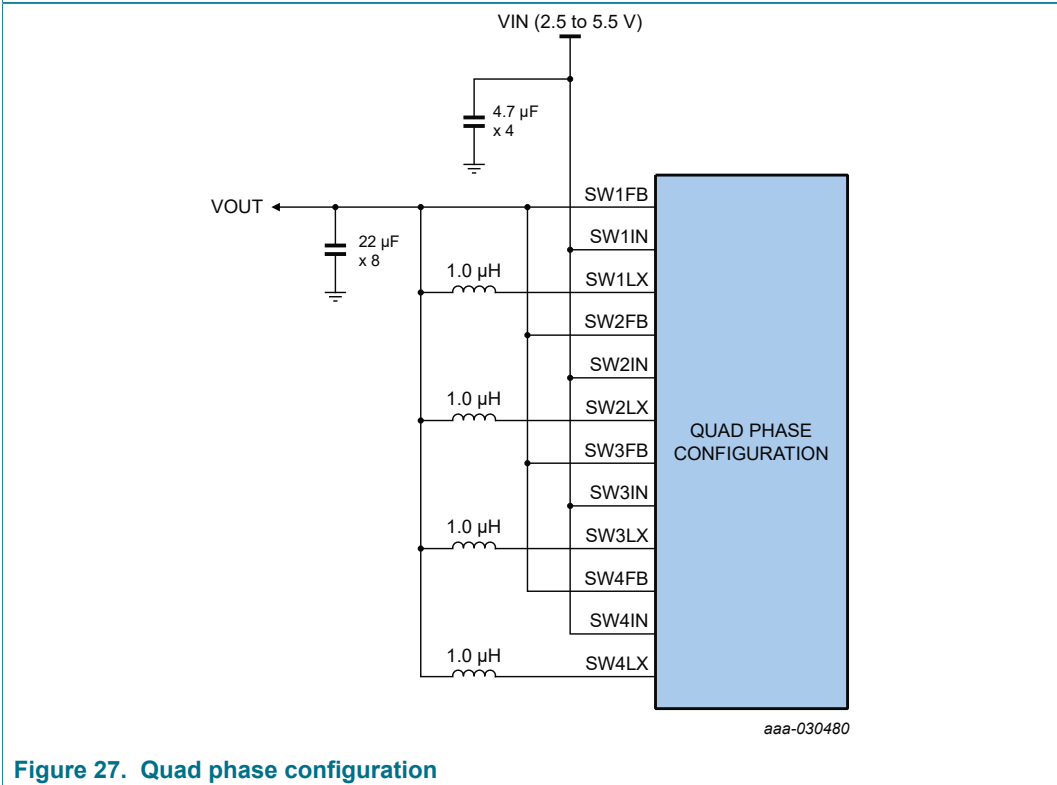 VIN (2.5 to 5.5 V)
4.7 µF
x 4
SW1FB
VOUT
SW1IN
22 µF
x 8
1.0 µH
SW1LX
SW2FB
SW2IN
1.0 µH
SW2LX
QUAD PHASE
CONFIGURATION
SW3FB
SW3IN
1.0 µH
SW3LX
SW4FB
SW4IN
1.0 µH
SW4LX
aaa-030480
Figure 27. Quad phase configuration